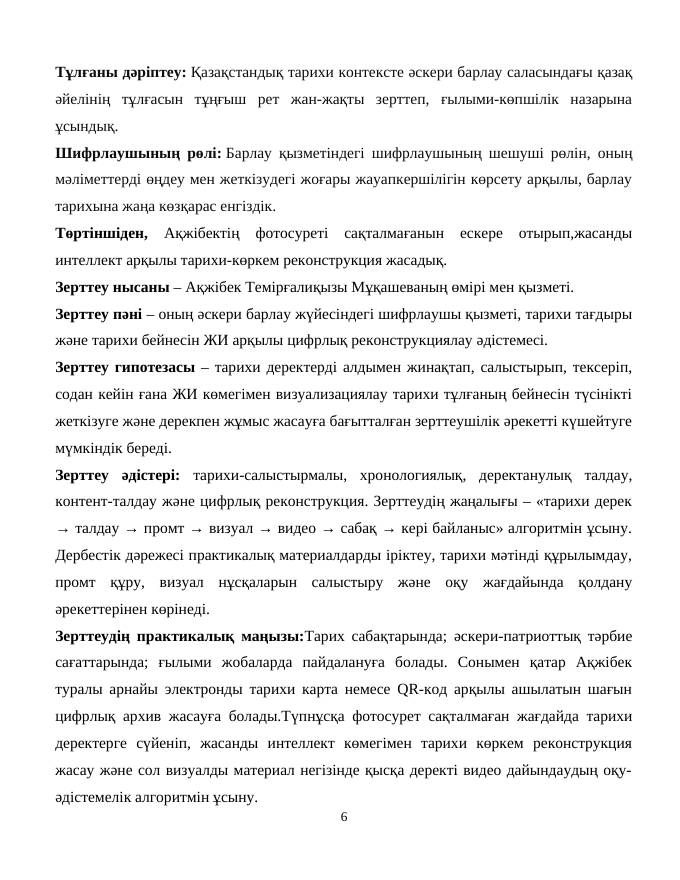 Тұлғаны дәріптеу: Қазақстандық тарихи контексте әскери барлау саласындағы қазақ
әйелінің тұлғасын тұңғыш рет жан-жақты зерттеп, ғылыми-көпшілік назарына
ұсындық.
Шифрлаушының рөлі: Барлау қызметіндегі шифрлаушының шешуші рөлін, оның
мәліметтерді өңдеу мен жеткізудегі жоғары жауапкершілігін көрсету арқылы, барлау
тарихына жаңа көзқарас енгіздік.
Төртіншіден, Ақжібектің фотосуреті сақталмағанын ескере отырып,жасанды
интеллект арқылы тарихи-көркем реконструкция жасадық.
Зерттеу нысаны – Ақжібек Темірғалиқызы Мұқашеваның өмірі мен қызметі.
Зерттеу пәні – оның әскери барлау жүйесіндегі шифрлаушы қызметі, тарихи тағдыры
және тарихи бейнесін ЖИ арқылы цифрлық реконструкциялау әдістемесі.
Зерттеу гипотезасы – тарихи деректерді алдымен жинақтап, салыстырып, тексеріп,
содан кейін ғана ЖИ көмегімен визуализациялау тарихи тұлғаның бейнесін түсінікті
жеткізуге және дерекпен жұмыс жасауға бағытталған зерттеушілік әрекетті күшейтуге
мүмкіндік береді.
Зерттеу әдістері: тарихи-салыстырмалы, хронологиялық, деректанулық талдау,
контент-талдау және цифрлық реконструкция. Зерттеудің жаңалығы – «тарихи дерек
→ талдау → промт → визуал → видео → сабақ → кері байланыс» алгоритмін ұсыну.
Дербестік дәрежесі практикалық материалдарды іріктеу, тарихи мәтінді құрылымдау,
промт құру, визуал нұсқаларын салыстыру және оқу жағдайында қолдану
әрекеттерінен көрінеді.
Зерттеудің практикалық маңызы:Тарих сабақтарында; әскери-патриоттық тәрбие
сағаттарында; ғылыми жобаларда пайдалануға болады. Сонымен қатар Ақжібек
туралы арнайы электронды тарихи карта немесе QR-код арқылы ашылатын шағын
цифрлық архив жасауға болады.Түпнұсқа фотосурет сақталмаған жағдайда тарихи
деректерге сүйеніп, жасанды интеллект көмегімен тарихи көркем реконструкция
жасау және сол визуалды материал негізінде қысқа деректі видео дайындаудың оқу-
әдістемелік алгоритмін ұсыну.
6